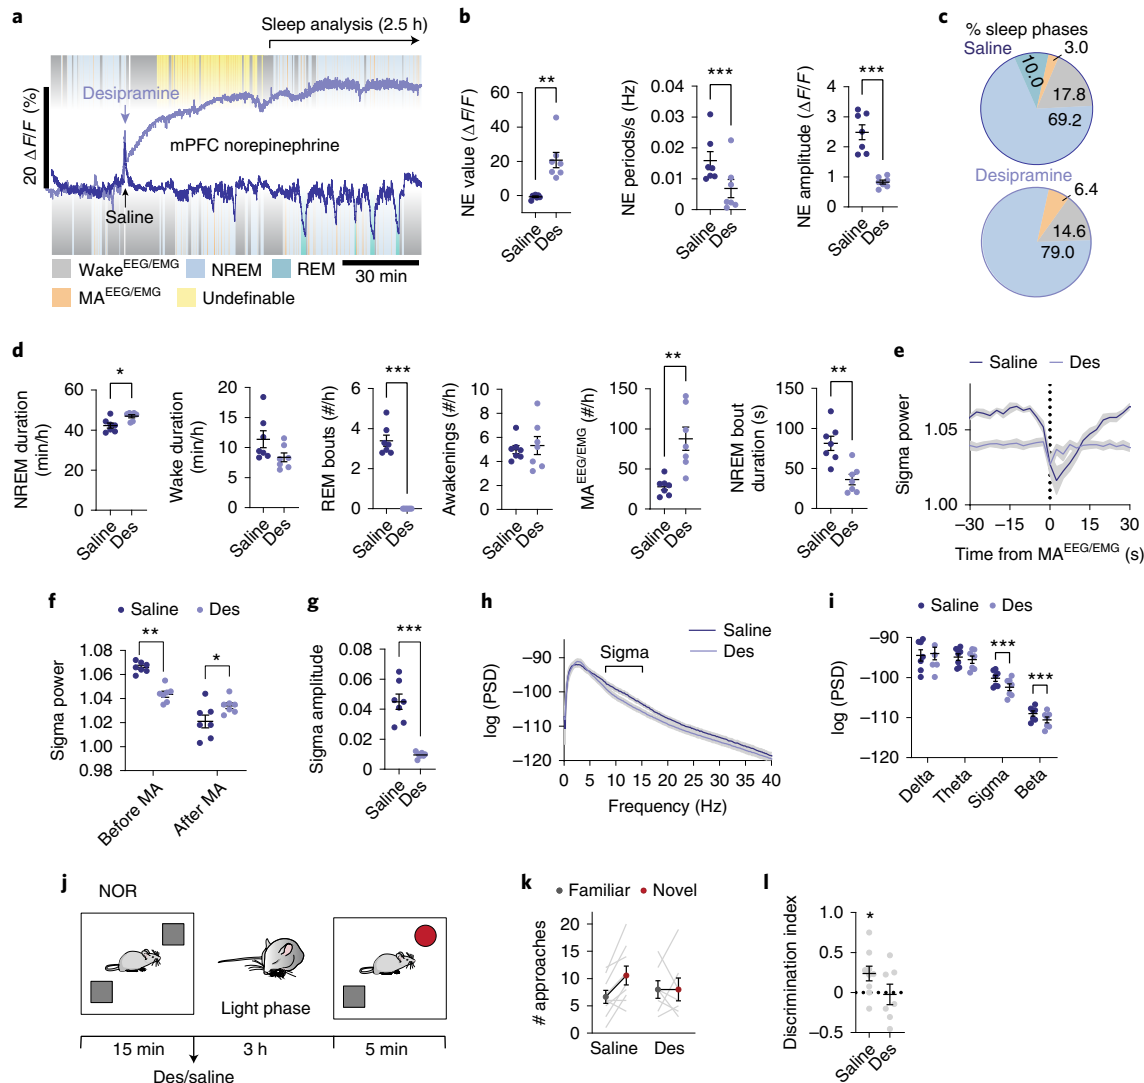 a
Sleep analysis (2.5 h)
20 ΔF/F (%)
Desipramine
mPFC norepinephrine
Saline
Wake^EEG/EMG NREM REM
30 min
MA^EEG/EMG Undefinable
b
**
NE value (ΔF/F)
60
40
20
0
Saline
Des
***
NE periods/s (Hz)
0.04
0.03
0.02
0.01
0
Saline
Des
***
NE amplitude (ΔF/F)
4
3
2
1
0
Saline
Des
c
% sleep phases
Saline
3.0
10.0
17.8
69.2
Desipramine
6.4
14.6
79.0
d
*
NREM duration
(min/h)
60
40
20
0
Saline
Des
Wake duration
(min/h)
20
15
10
5
0
Saline
Des
***
REM bouts (#/h)
6
4
2
0
Saline
Des
Awakenings (#/h)
10
8
6
4
2
0
Saline
Des
**
MA^EEG/EMG (#/h)
150
100
50
0
Saline
Des
**
NREM bout
duration (s)
150
100
50
0
Saline
Des
e
Saline Des
Sigma power
1.05
1.00
−30 −15 0 15 30
Time from MA^EEG/EMG (s)
f
Saline Des
**
*
Sigma power
1.08
1.06
1.04
1.02
1.00
0.98
Before MA
After MA
g
***
Sigma amplitude
0.08
0.06
0.04
0.02
0
Saline
Des
h
Saline
Des
Sigma
log (PSD)
−90
−100
−110
−120
0 5 10 15 20 25 30 35 40
Frequency (Hz)
i
Saline Des
***
***
log (PSD)
−90
−100
−110
−120
Delta
Theta
Sigma
Beta
j
NOR
Light phase
15 min 3 h 5 min
Des/saline
k
Familiar Novel
# approaches
20
15
10
5
0
Saline Des
l
*
Discrimination index
1.0
0.5
0
−0.5
Saline
Des